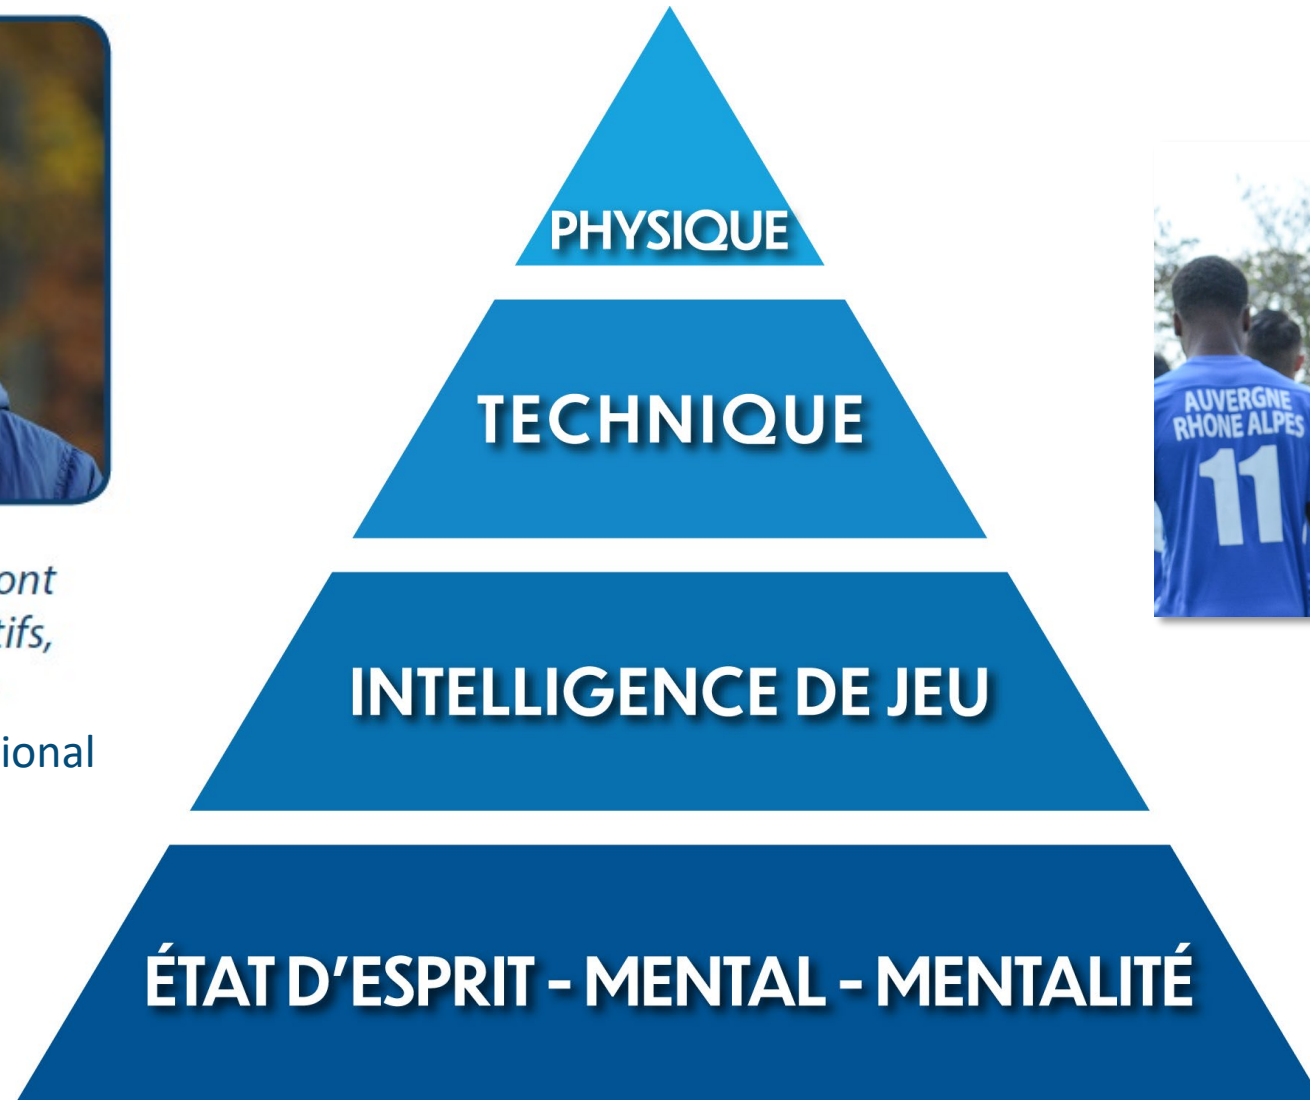 PHYSIQUE
TECHNIQUE
AUVERGNE
RHONE ALPES
11
INTELLIGENCE DE JEU
ÉTAT D’ESPRIT - MENTAL - MENTALITÉ